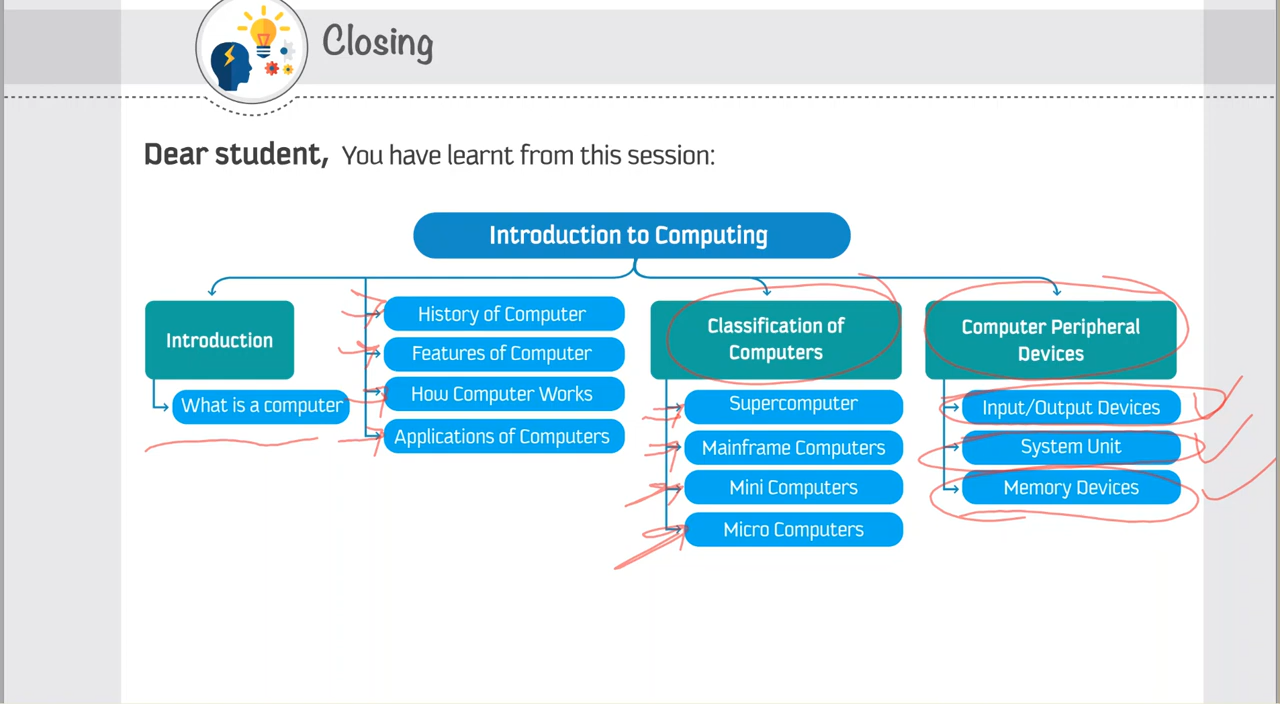 Closing
Dear student, You have learnt from this session:
Introduction to Computing
Introduction
What is a computer
History of Computer
Features of Computer
How Computer Works
Applications of Computers
Classification of
Computers
Supercomputer
Mainframe Computers
Mini Computers
Micro Computers
Computer Peripheral
Devices
Input/Output Devices
System Unit
Memory Devices